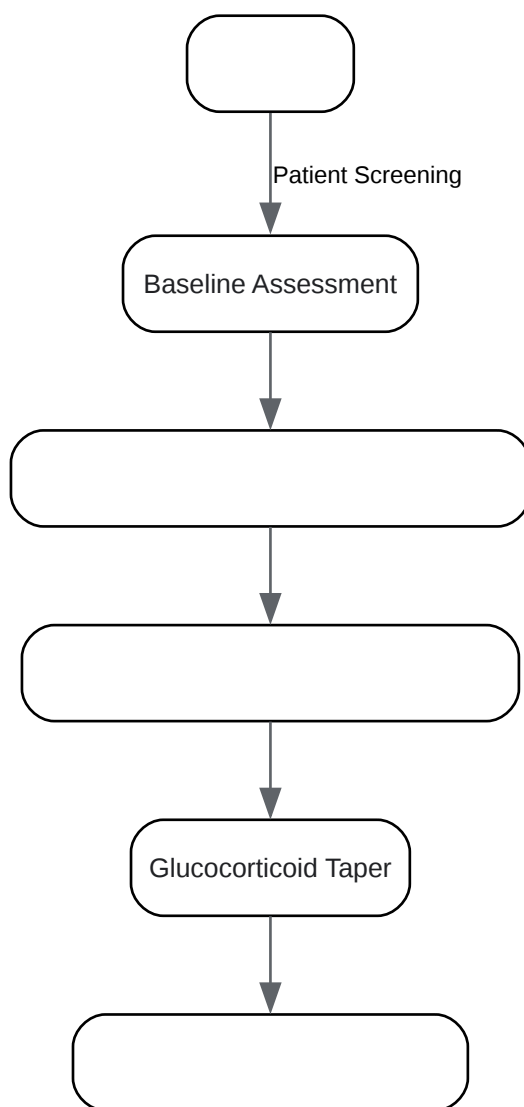 Patient Screening
Baseline Assessment
Glucocorticoid Taper